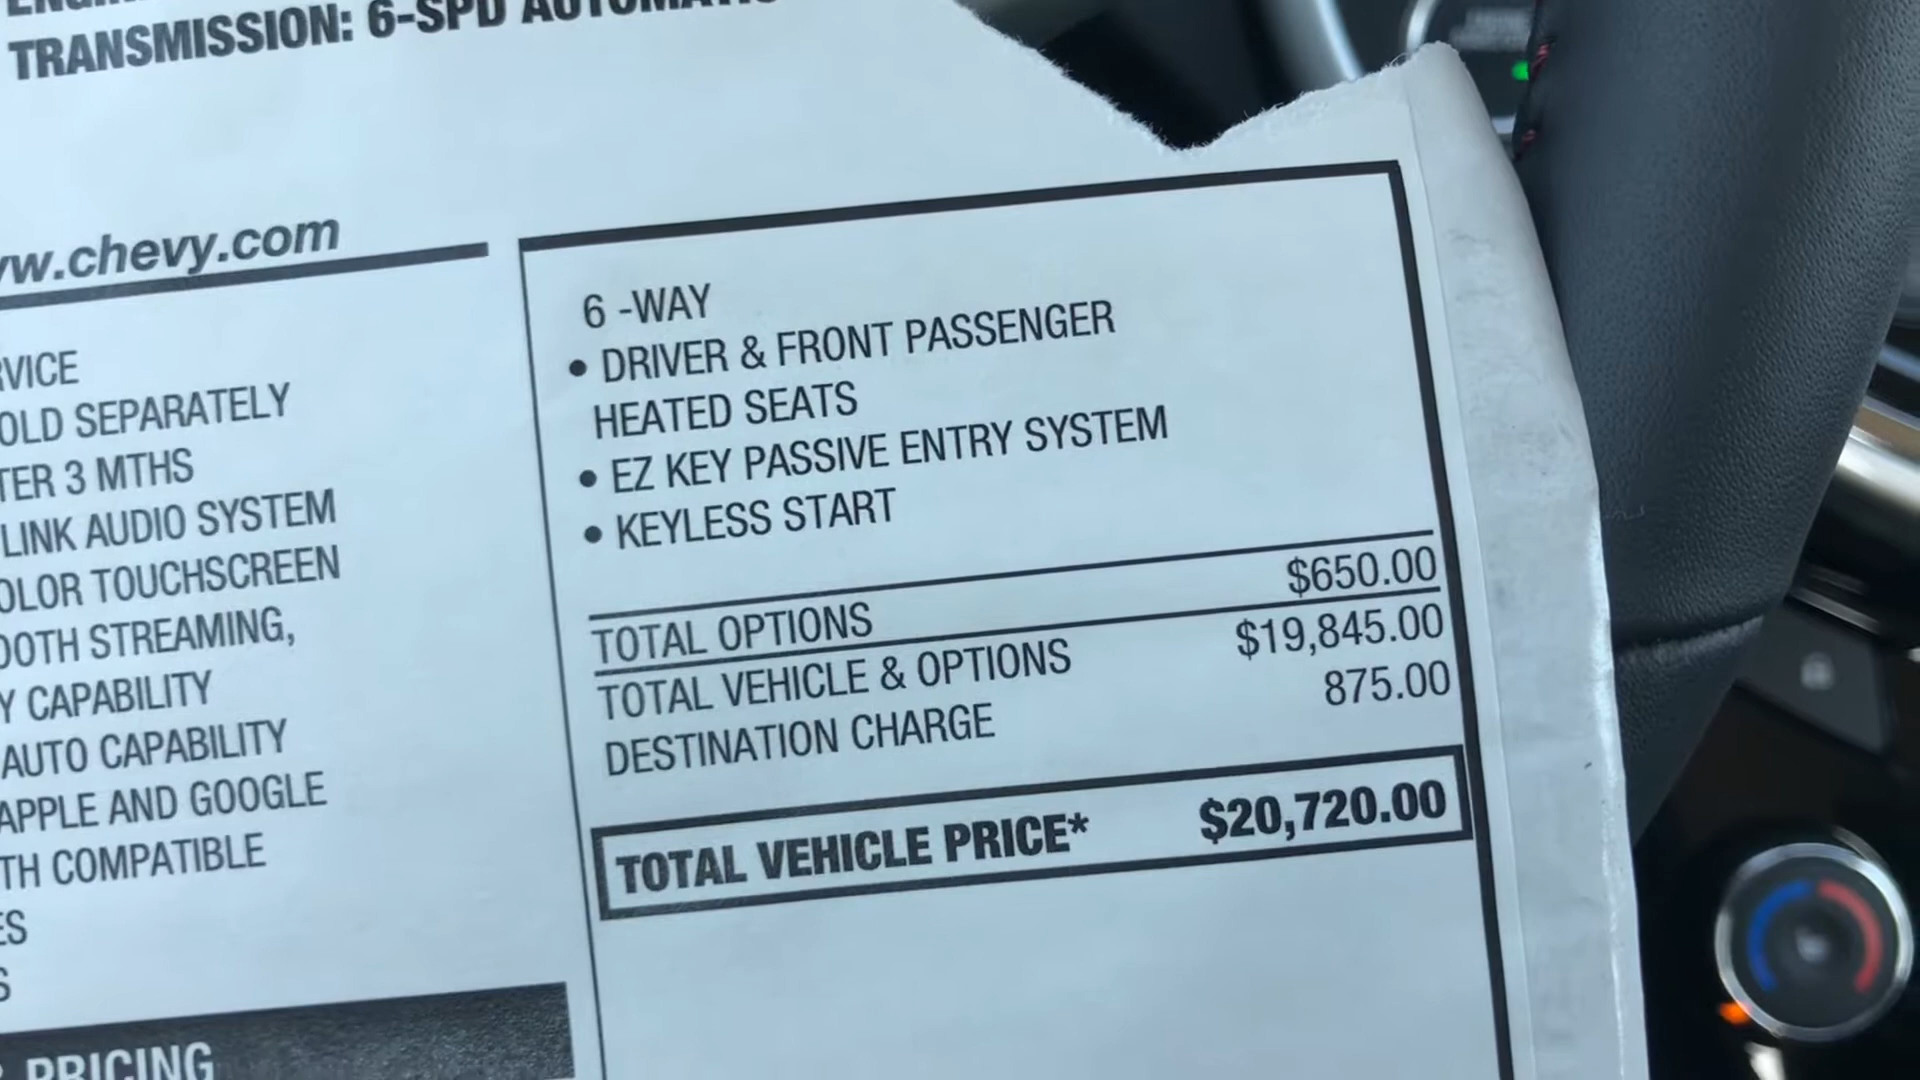 TRANSMISSION: 6-SPD
w.chevy.com
OLD SEPARATELY
TER 3 MTHS
LINK AUDIO SYSTEM
OLOR TOUCHSCREEN
OOTH STREAMING,
Y CAPABILITY
AUTO CAPABILITY
APPLE AND GOOGLE
TH COMPATIBLE
ES
S
PRICING
6 -WAY
• DRIVER & FRONT PASSENGER
HEATED SEATS
• EZ KEY PASSIVE ENTRY SYSTEM
• KEYLESS START
TOTAL OPTIONS $650.00
TOTAL VEHICLE & OPTIONS $19,845.00
DESTINATION CHARGE 875.00
TOTAL VEHICLE PRICE* $20,720.00